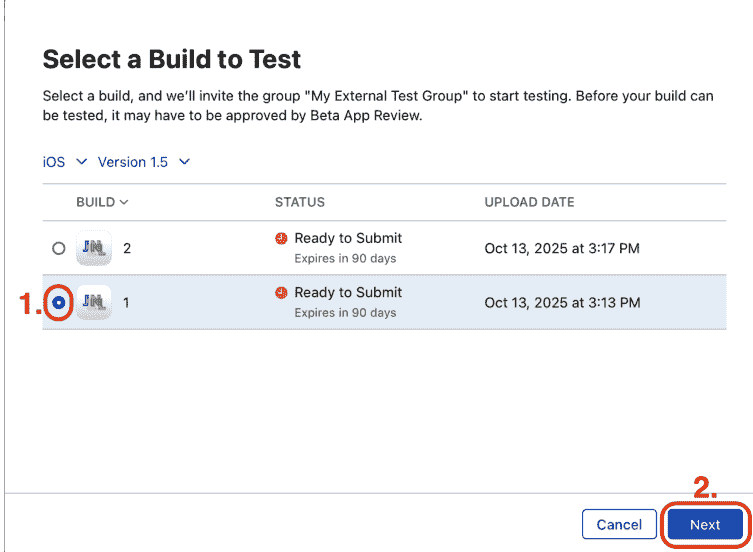 Select a Build to Test
Select a build, and we'll invite the group "My External Test Group" to start testing. Before your build can
be tested, it may have to be approved by Beta App Review.
iOS Version 1.5
BUILD STATUS UPLOAD DATE
JNL 2 Ready to Submit Oct 13, 2025 at 3:17 PM
Expires in 90 days
1. JNL 1 Ready to Submit Oct 13, 2025 at 3:13 PM
Expires in 90 days
2.
Cancel Next